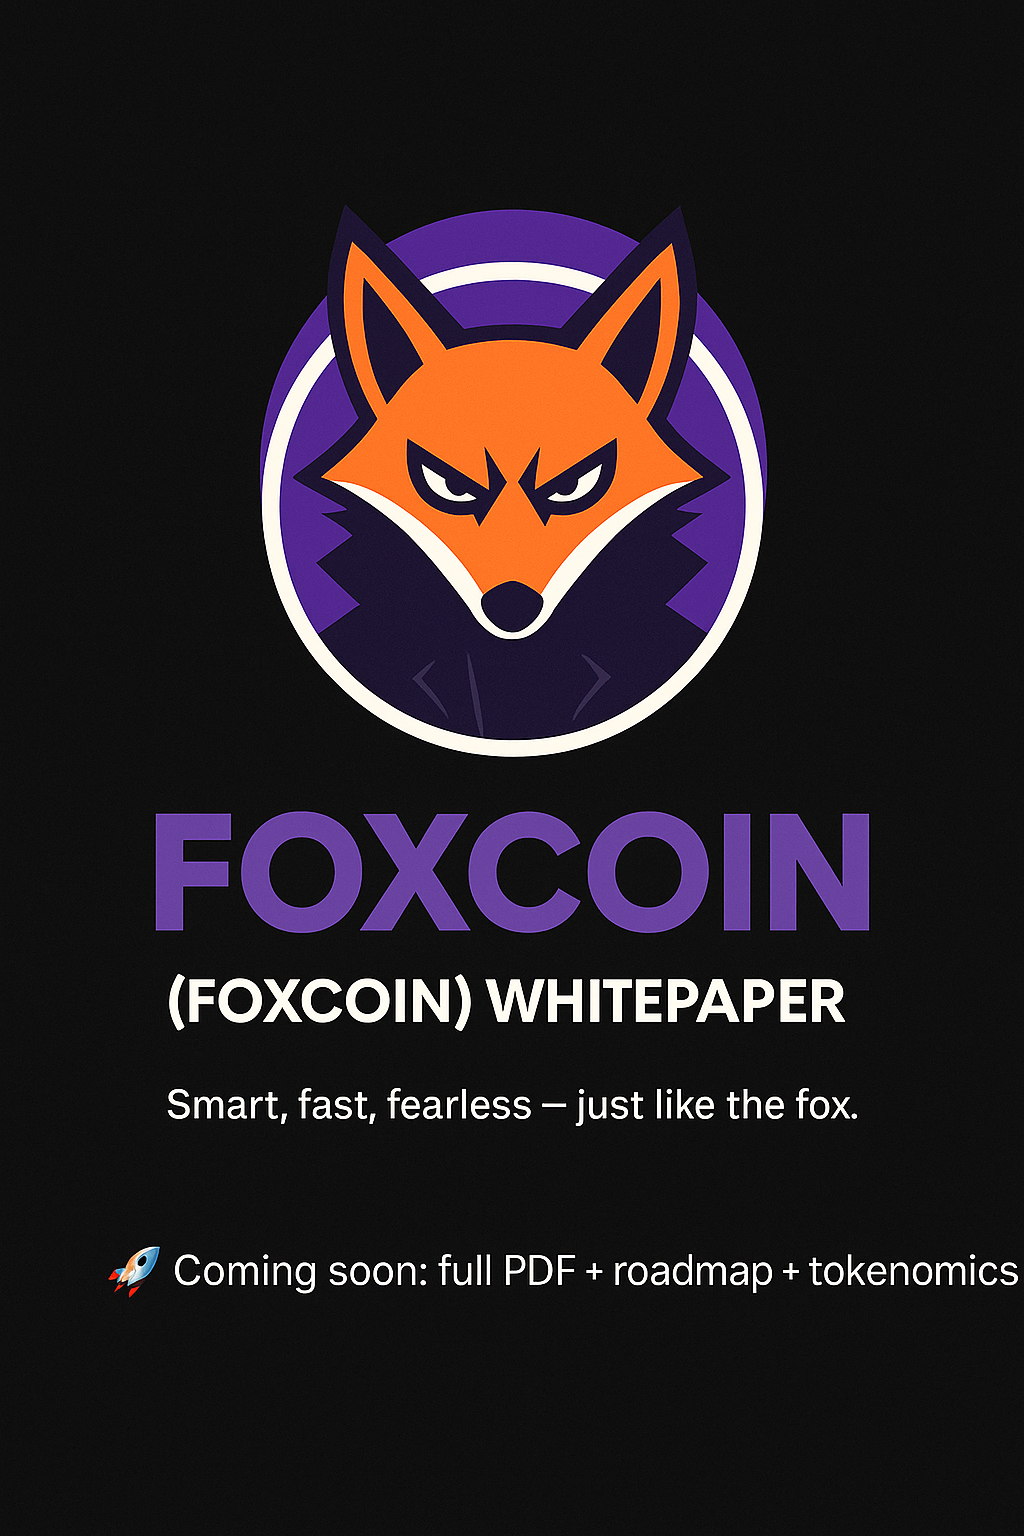 FOXCOIN
(FOXCOIN) WHITEPAPER
Smart, fast, fearless – just like the fox.
🚀 Coming soon: full PDF + roadmap + tokenomics